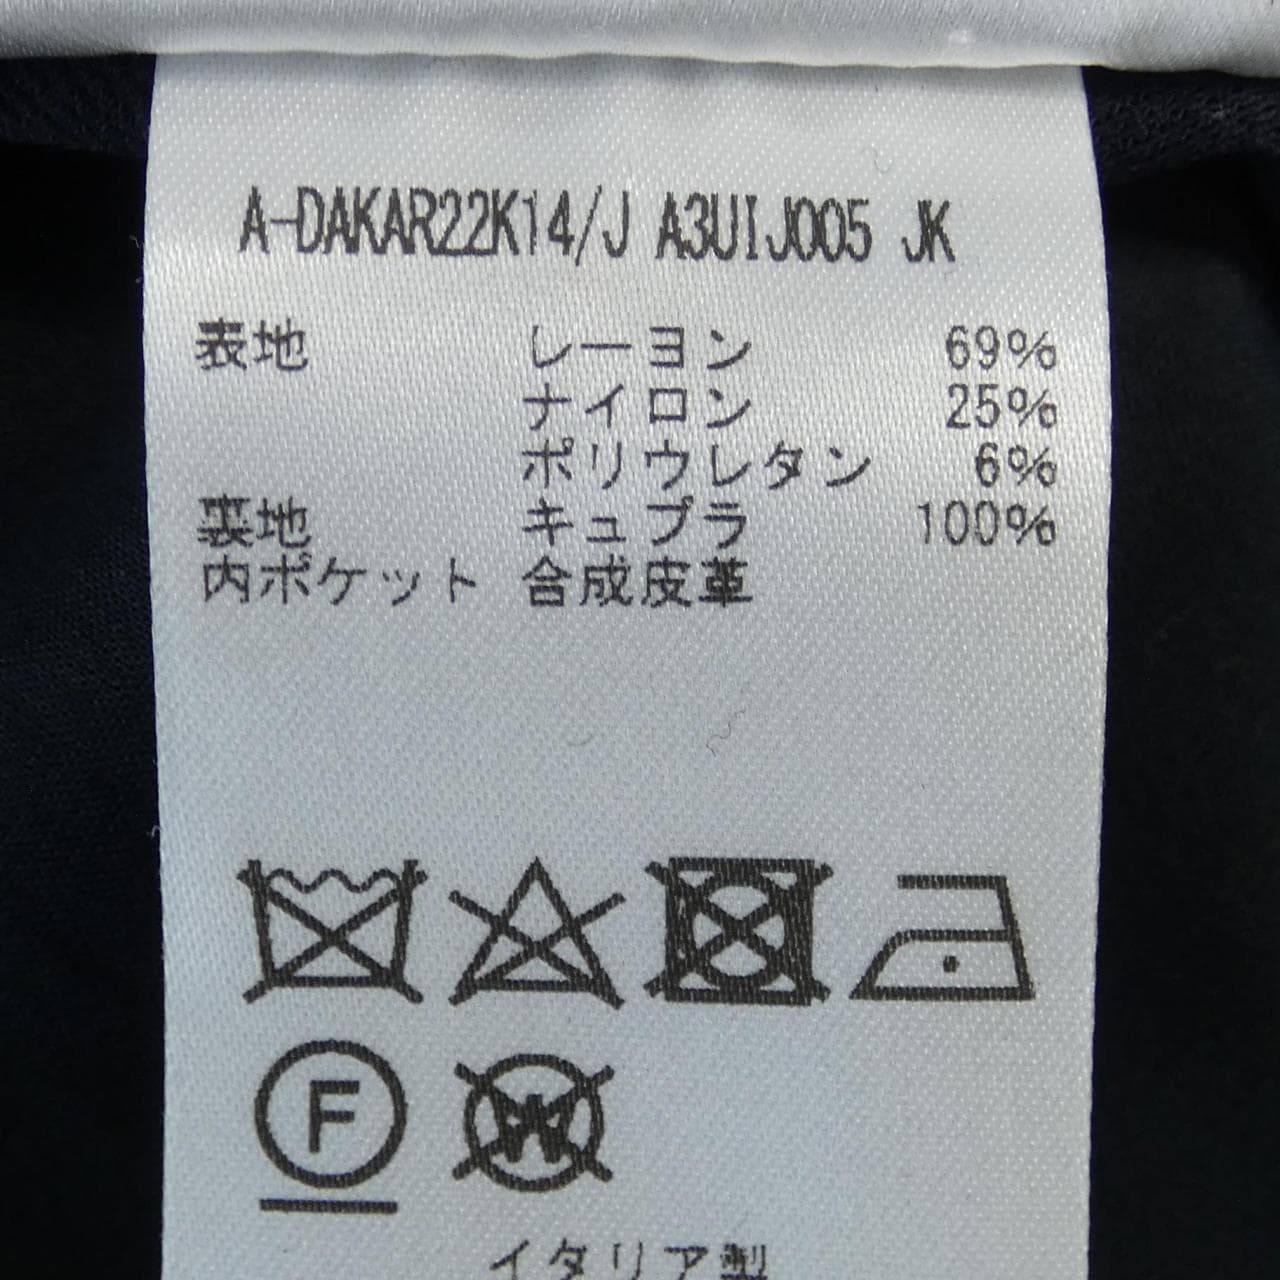 A-DAKAR22K14/J A3UIJ005 JK
表地 レーヨン 69%
ナイロン 25%
ポリウレタン 6%
裏地 キュプラ 100%
内ポケット 合成皮革
F
W
イタリア製